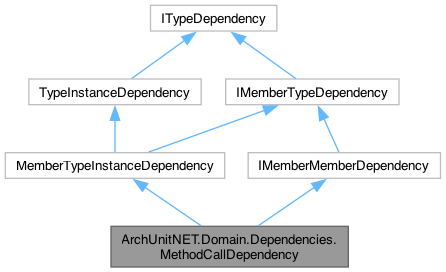 ITypeDependency
TypeInstanceDependency
IMemberTypeDependency
MemberTypeInstanceDependency
IMemberMemberDependency
ArchUnitNET.Domain.Dependencies.
MethodCallDependency